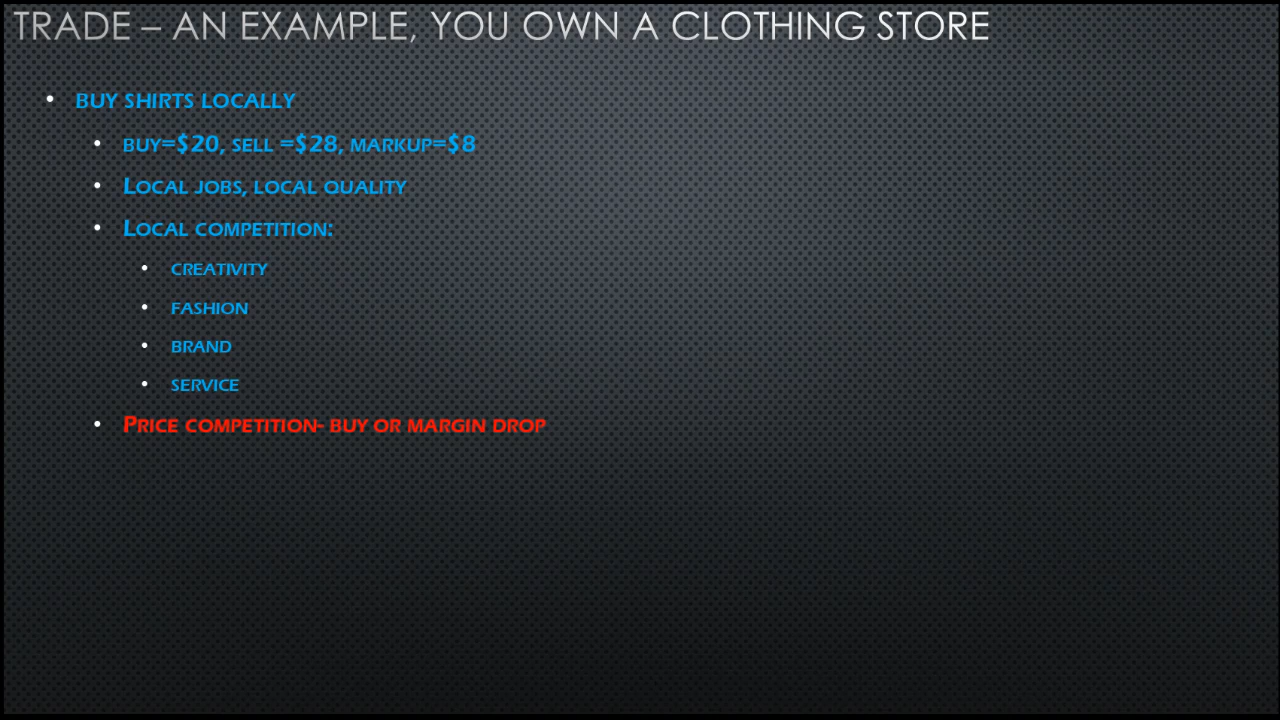 TRADE – AN EXAMPLE, YOU OWN A CLOTHING STORE
• BUY SHIRTS LOCALLY
• BUY=$20, SELL =$28, MARKUP=$8
• LOCAL JOBS, LOCAL QUALITY
• LOCAL COMPETITION:
• CREATIVITY
• FASHION
• BRAND
• SERVICE
• PRICE COMPETITION- BUY OR MARGIN DROP